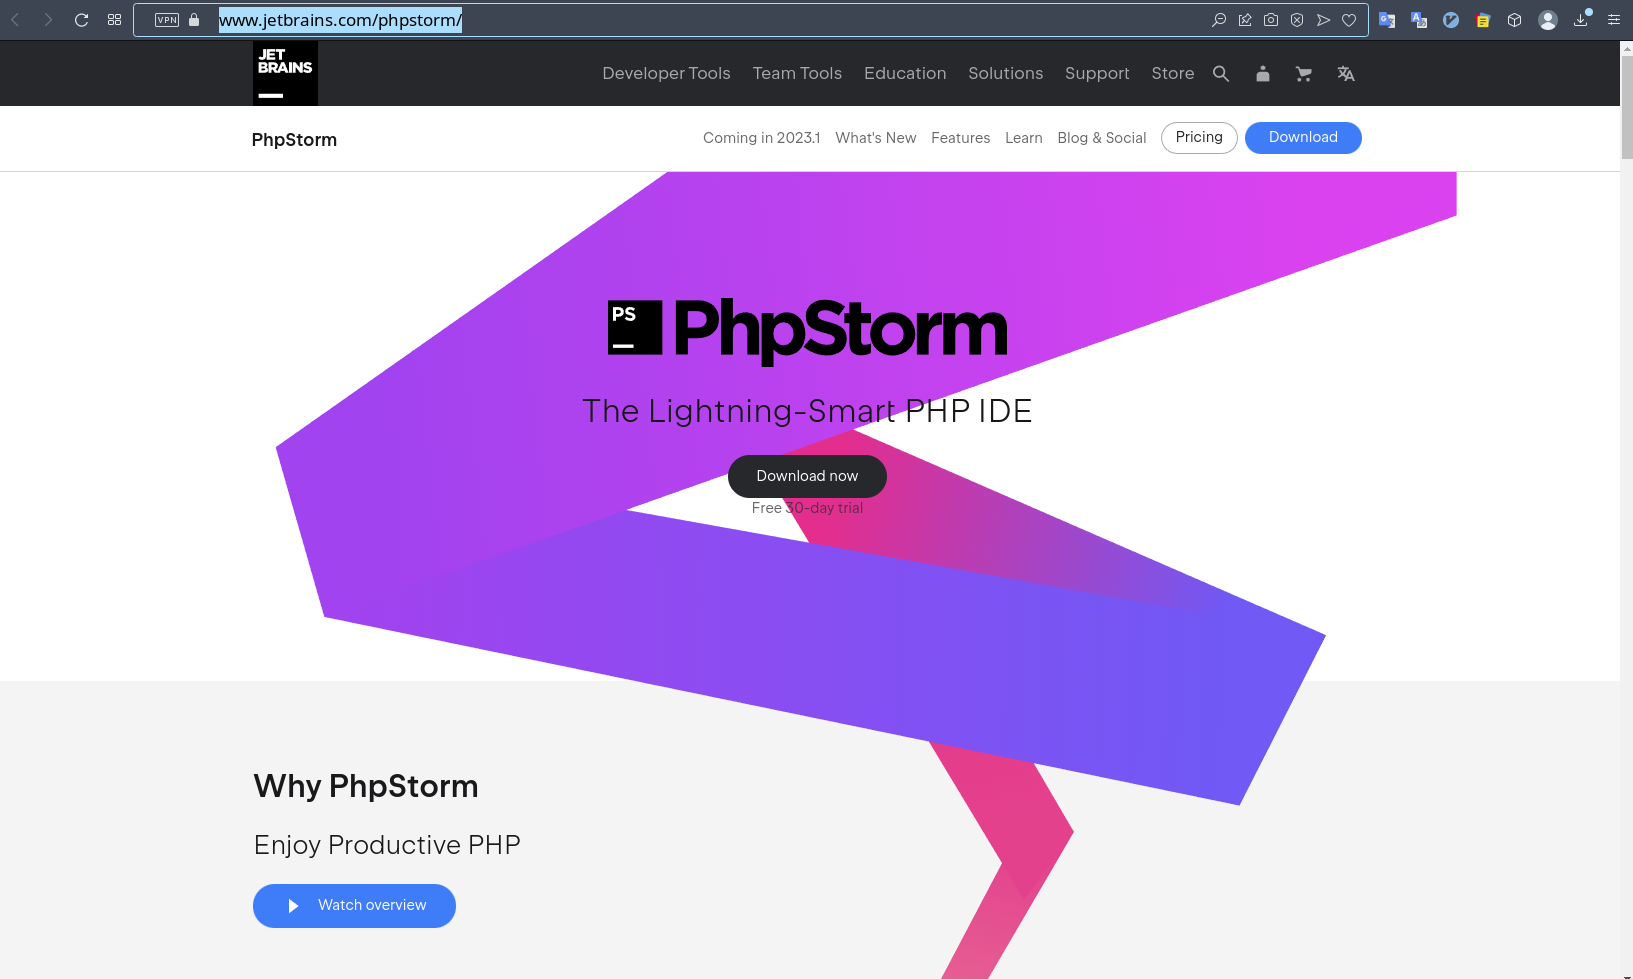 VPN www.jetbrains.com/phpstorm/
JET
BRAINS
Developer Tools Team Tools Education Solutions Support Store
PhpStorm Coming in 2023.1 What's New Features Learn Blog & Social Pricing Download
PS PhpStorm
The Lightning-Smart PHP IDE
Download now
Free 30-day trial
Why PhpStorm
Enjoy Productive PHP
Watch overview